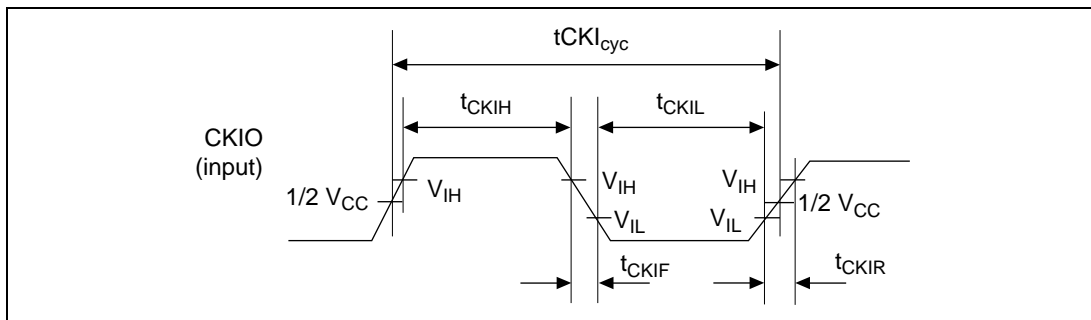 tCKIcyc
tCKIH
tCKIL
CKIO
(input)
VIH
VIH
VIH
1/2 VCC
1/2 VCC
VIL
VIL
tCKIF
tCKIR